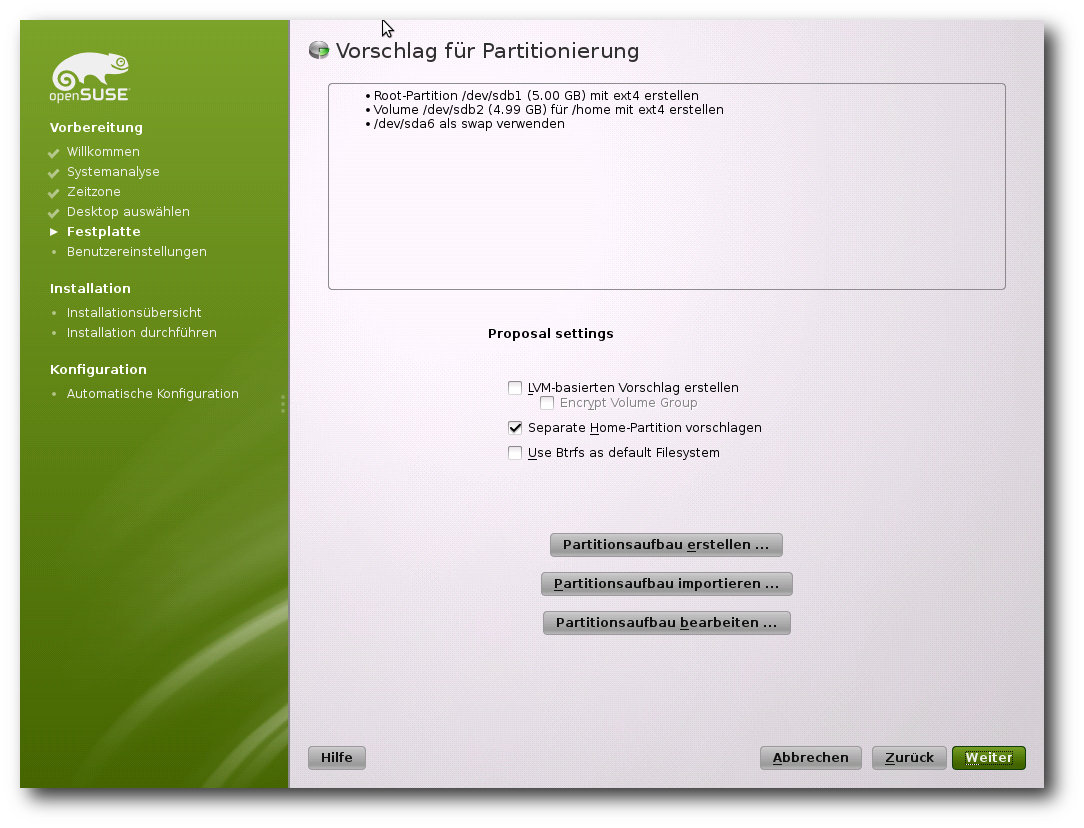 openSUSE
Vorbereitung
Willkommen
Systemanalyse
Zeitzone
Desktop auswählen
Festplatte
Benutzereinstellungen
Installation
Installationsübersicht
Installation durchführen
Konfiguration
Automatische Konfiguration
Vorschlag für Partitionierung
• Root-Partition /dev/sdb1 (5.00 GB) mit ext4 erstellen
• Volume /dev/sdb2 (4.99 GB) für /home mit ext4 erstellen
• /dev/sda6 als swap verwenden
Proposal settings
LVM-basierten Vorschlag erstellen
Encrypt Volume Group
Separate Home-Partition vorschlagen
Use Btrfs as default Filesystem
Partitionsaufbau erstellen ...
Partitionsaufbau importieren ...
Partitionsaufbau bearbeiten ...
Hilfe
Abbrechen
Zurück
Weiter